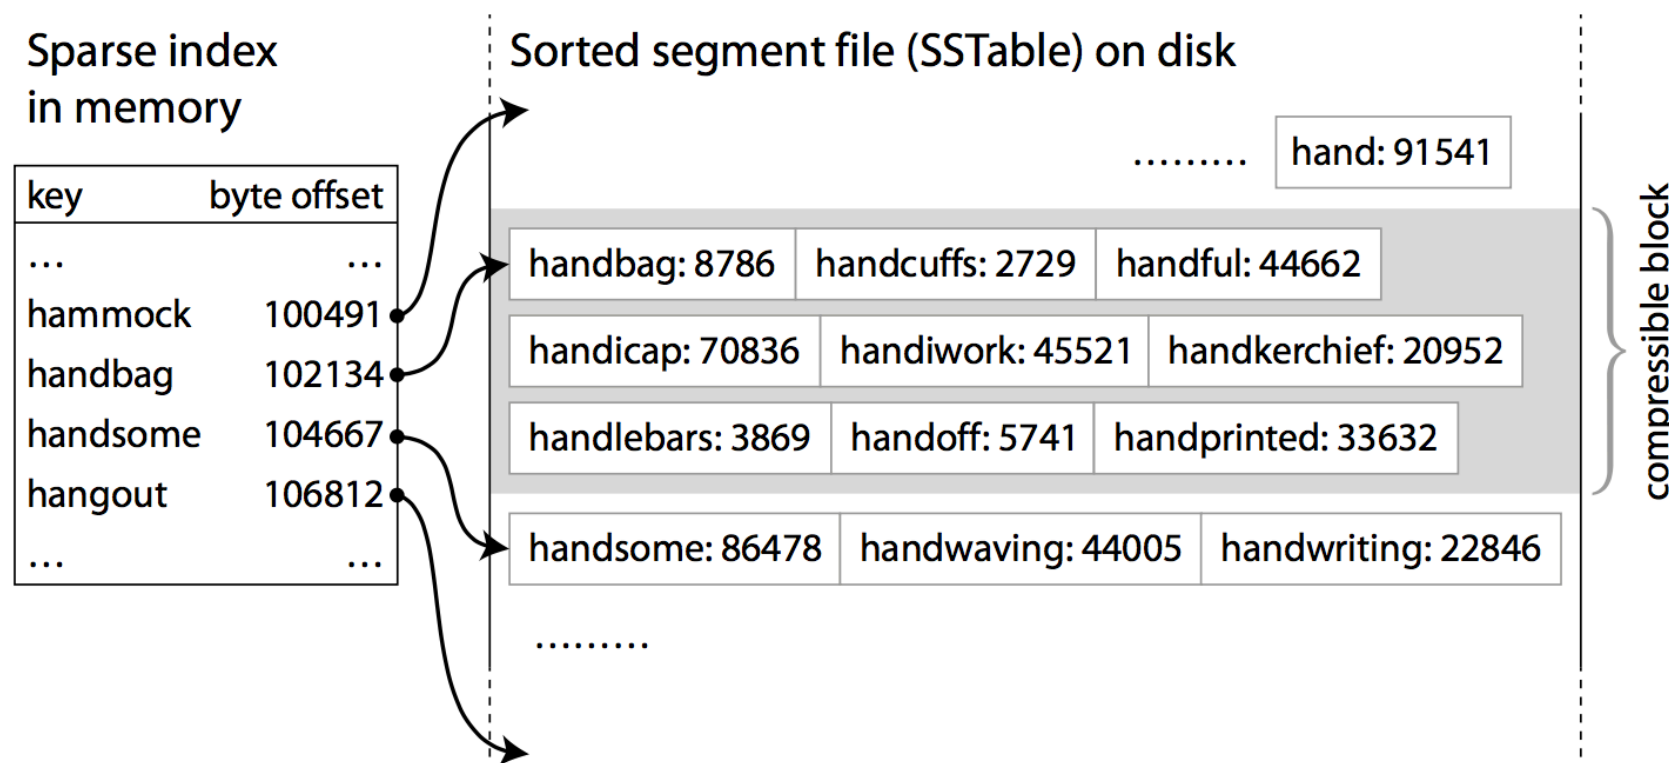 Sparse index
in memory
key byte offset
... ...
hammock 100491
handbag 102134
handsome 104667
hangout 106812
... ...
Sorted segment file (SSTable) on disk
......... hand: 91541
handbag: 8786 handcuffs: 2729 handful: 44662
handicap: 70836 handiwork: 45521 handkerchief: 20952
handlebars: 3869 handoff: 5741 handprinted: 33632
handsome: 86478 handwaving: 44005 handwriting: 22846
.........
compressible block